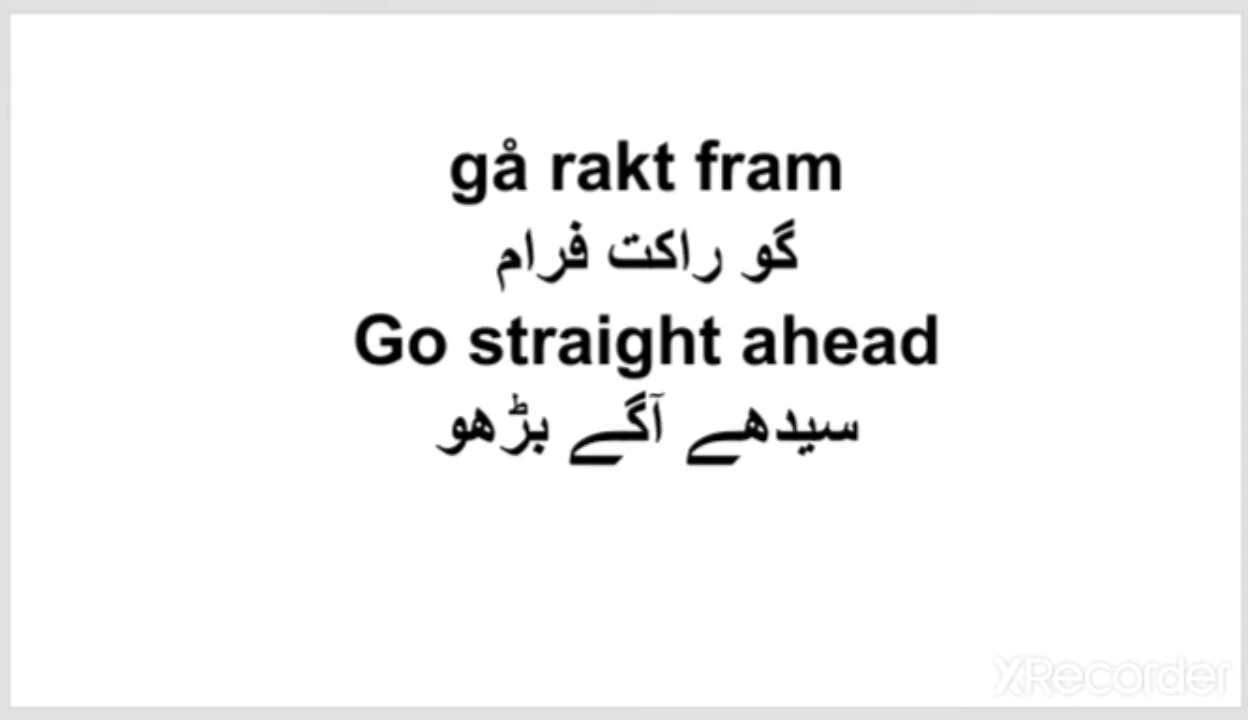 gå rakt fram
گو راکت فرام
Go straight ahead
سیدھے آگے بڑھو
XRecorder